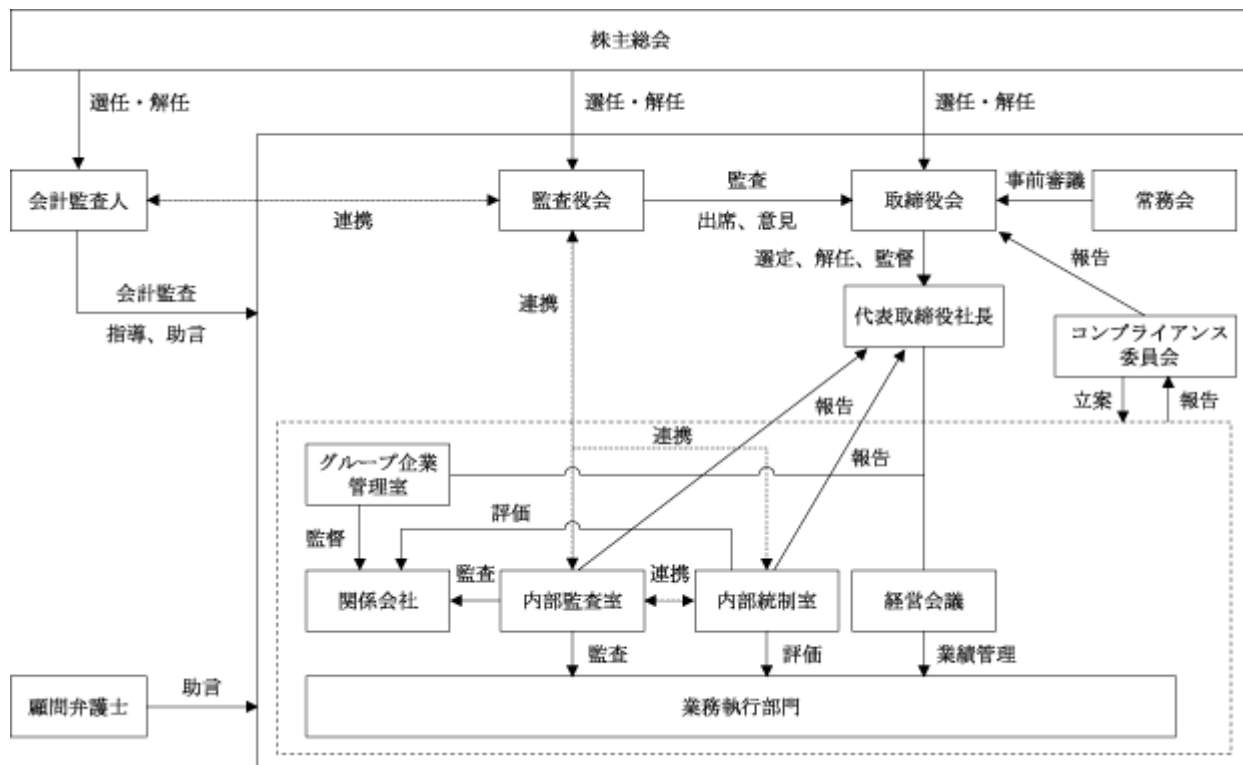 株主総会
選任・解任
選任・解任
選任・解任
会計監査人
連携
監査役会
監査
出席、意見
取締役会
事前審議
常務会
選定、解任、監督
報告
会計監査
指導、助言
連携
代表取締役社長
コンプライアンス
委員会
立案
報告
報告
連携
報告
グループ企業
管理室
監督
評価
関係会社
監査
内部監査室
連携
内部統制室
経営会議
監査
評価
業績管理
顧問弁護士
助言
業務執行部門